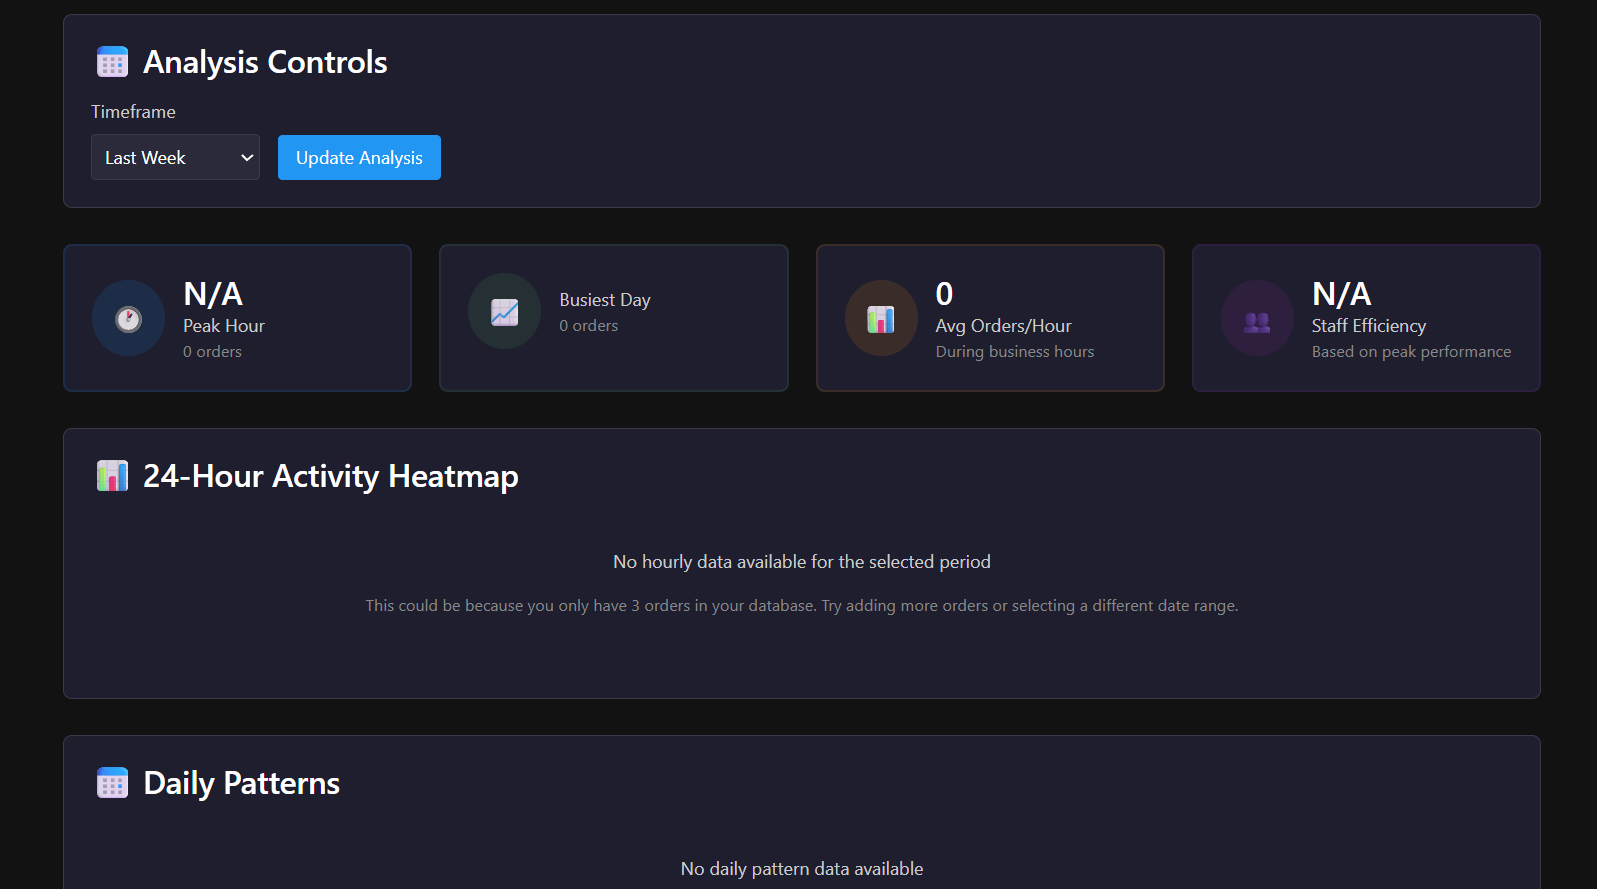 Analysis Controls
Timeframe
Last Week
Update Analysis
N/A
Peak Hour
0 orders
Busiest Day
0 orders
0
Avg Orders/Hour
During business hours
N/A
Staff Efficiency
Based on peak performance
24-Hour Activity Heatmap
No hourly data available for the selected period
This could be because you only have 3 orders in your database. Try adding more orders or selecting a different date range.
Daily Patterns
No daily pattern data available